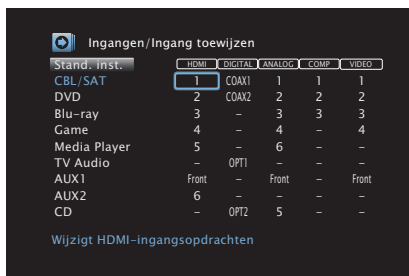 Ingangen/Ingang toewijzen
Stand. inst. HDMI DIGITAL ANALOG COMP VIDEO
CBL/SAT 1 COAX1 1 1 1
DVD 2 COAX2 2 2 2
Blu-ray 3 – 3 3 3
Game 4 – 4 – 4
Media Player 5 – 6 – –
TV Audio – OPT1 – – –
AUX1 Front – Front – Front
AUX2 6 – – – –
CD – OPT2 5 – –
Wijzigt HDMI-ingangsopdrachten